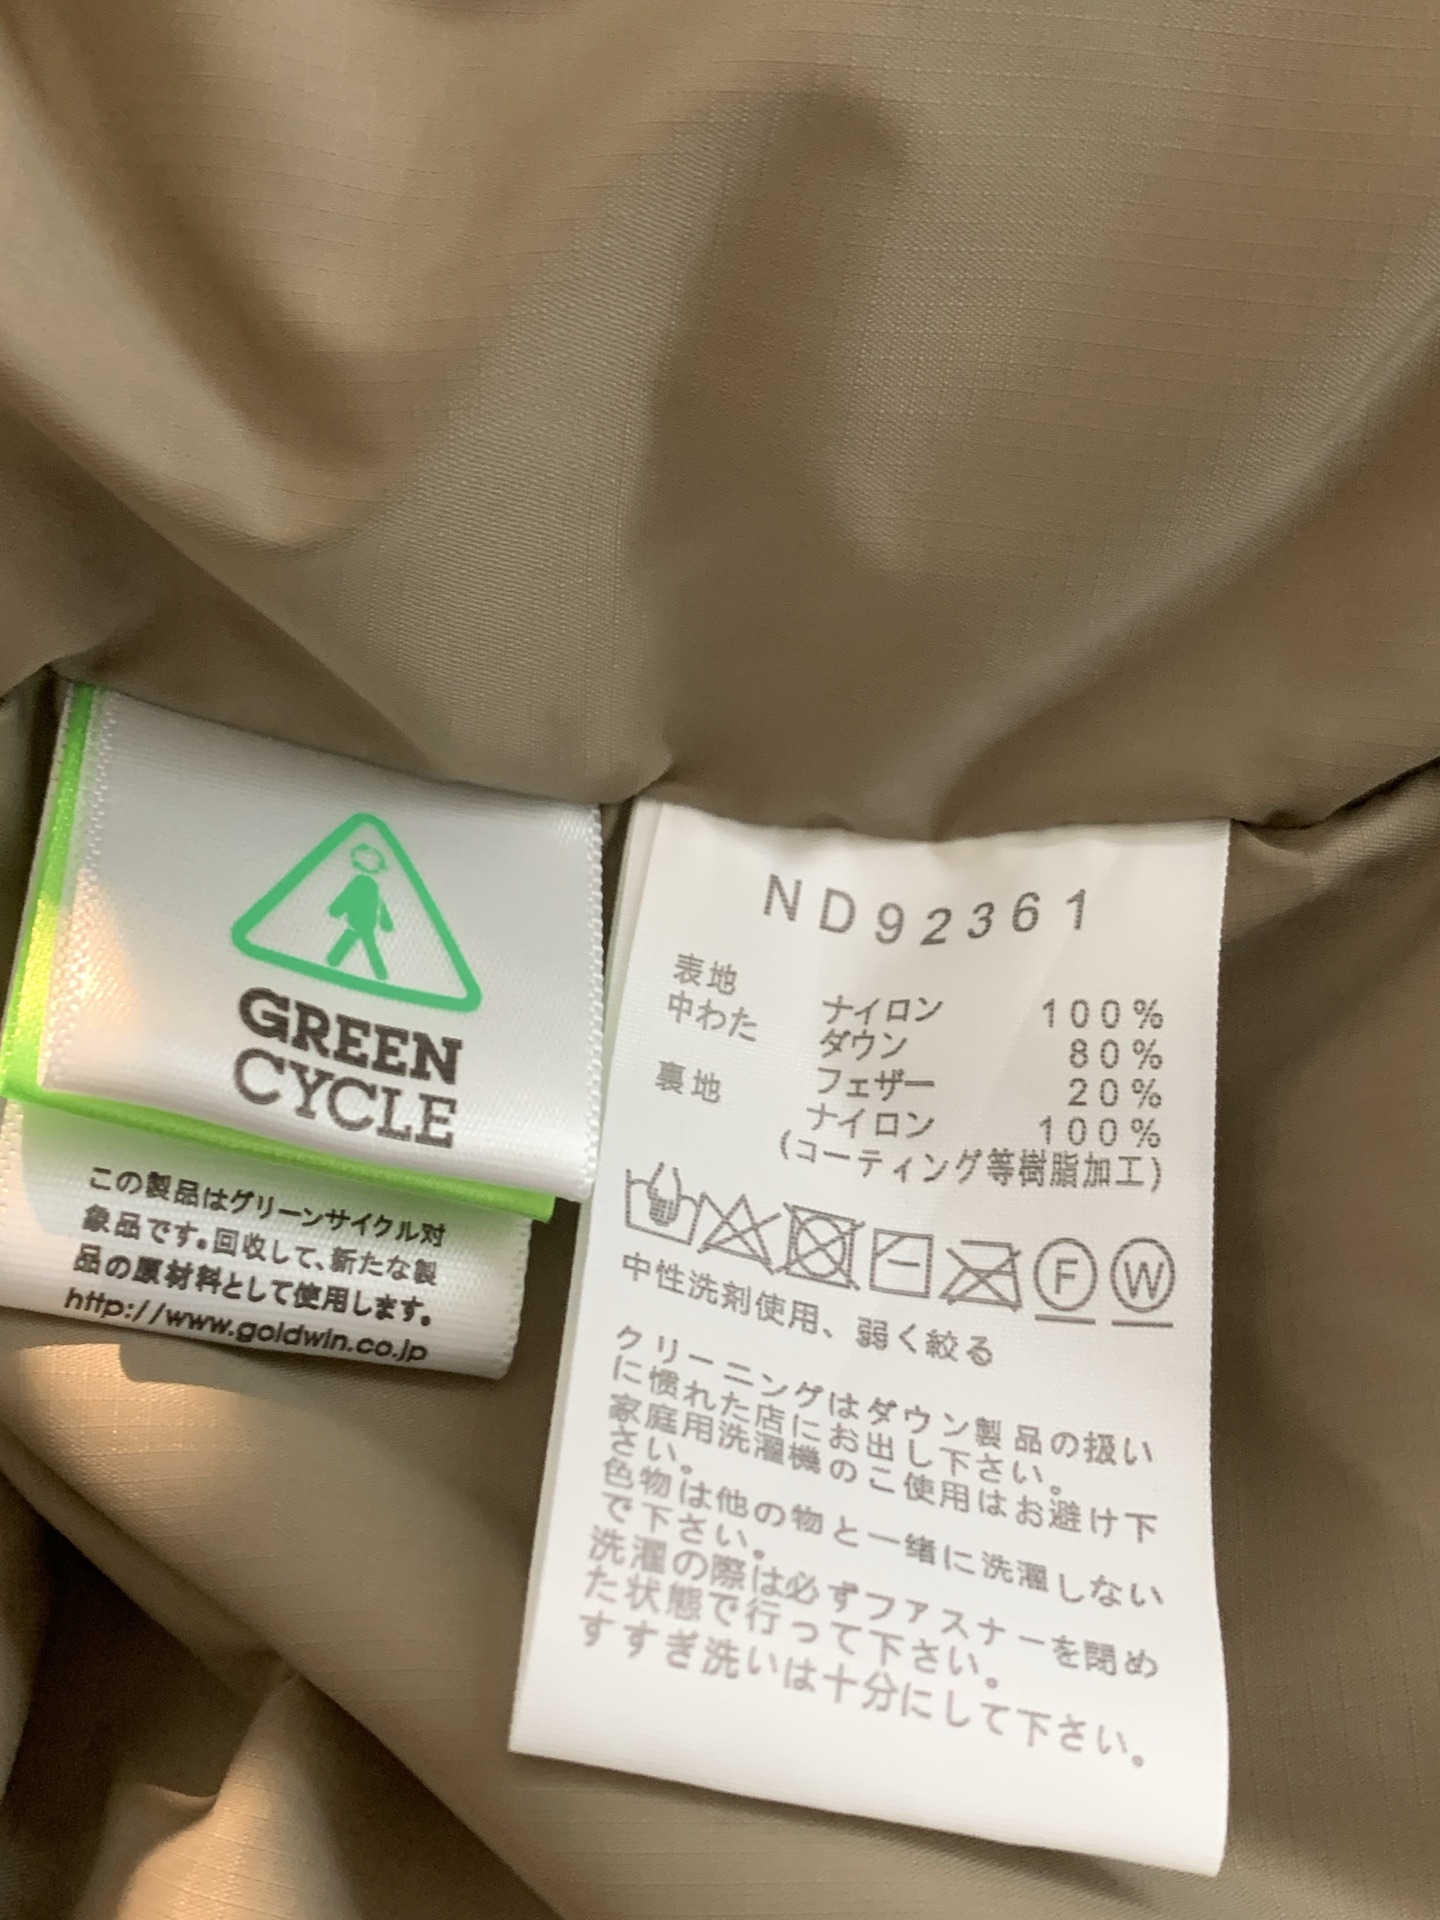 GREEN
CYCLE
この製品はグリーンサイクル対
象品です。回収して、新たな製
品の原材料として使用します。
http://www.goldwin.co.jp
ND92361
表地 ナイロン 100%
中わた ダウン 80%
フェザー 20%
裏地 ナイロン 100%
(コーティング等樹脂加工)
F W
中性洗剤使用、弱く絞る
クリーニングはダウン製品の扱い
に慣れた店にお出し下さい。
家庭用洗濯機のご使用はお避け下
さい。
色物は他の物と一緒に洗濯しない
で下さい。
洗濯の際は必ずファスナーを閉め
た状態で行って下さい。
すすぎ洗いは十分にして下さい。